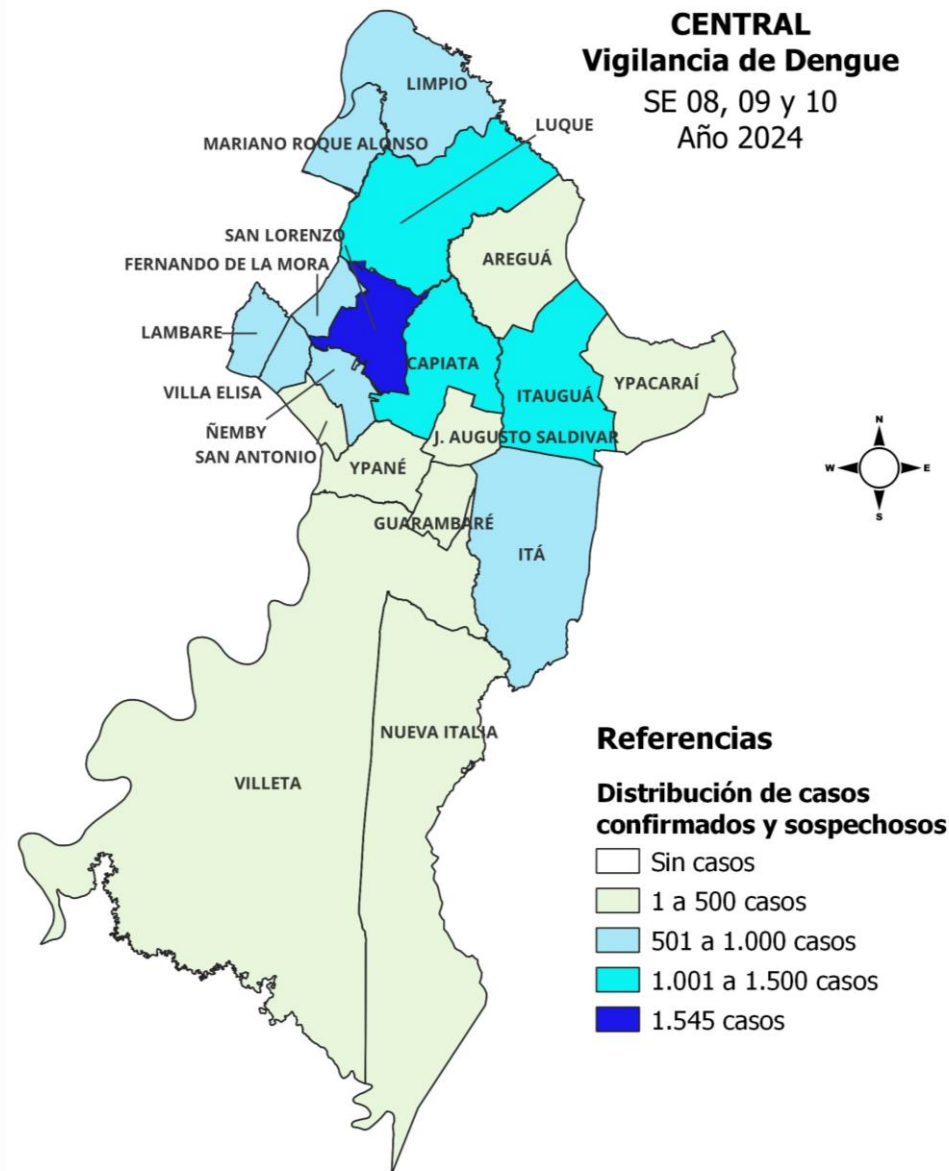 CENTRAL
Vigilancia de Dengue
SE 08, 09 y 10
Año 2024
LIMPIO
LUQUE
MARIANO ROQUE ALONSO
SAN LORENZO
FERNANDO DE LA MORA
AREGUÁ
LAMBARE
CAPIATA
YPACARAÍ
VILLA ELISA
ITAUGUÁ
ÑEMBY
J. AUGUSTO SALDIVAR
SAN ANTONIO
YPANÉ
GUARAMBARÉ
ITÁ
NUEVA ITALIA
VILLETA
N
W
E
S
Referencias
Distribución de casos
confirmados y sospechosos
Sin casos
1 a 500 casos
501 a 1.000 casos
1.001 a 1.500 casos
1.545 casos